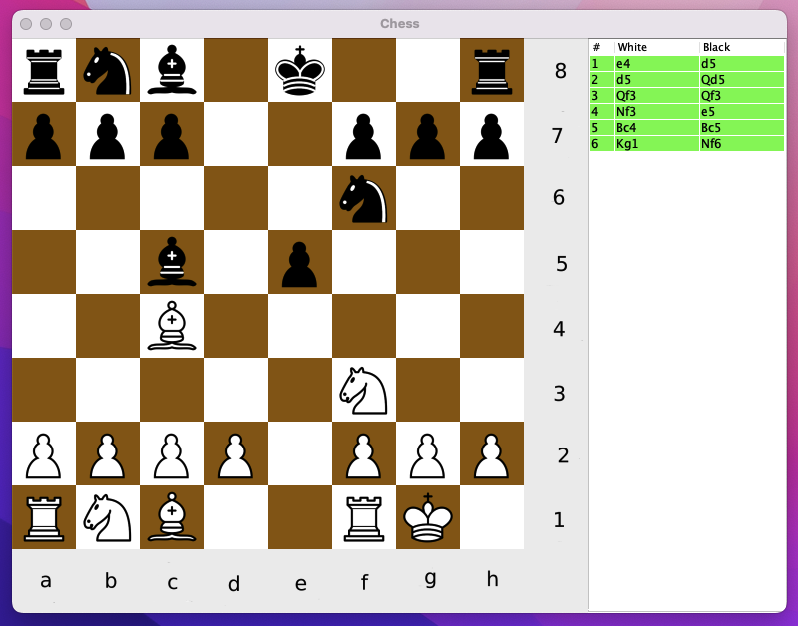 Chess
# White Black
1 e4 d5
2 d5 Qd5
3 Qf3 Qf3
4 Nf3 e5
5 Bc4 Bc5
6 Kg1 Nf6
8
7
6
5
4
3
2
1
a b c d e f g h